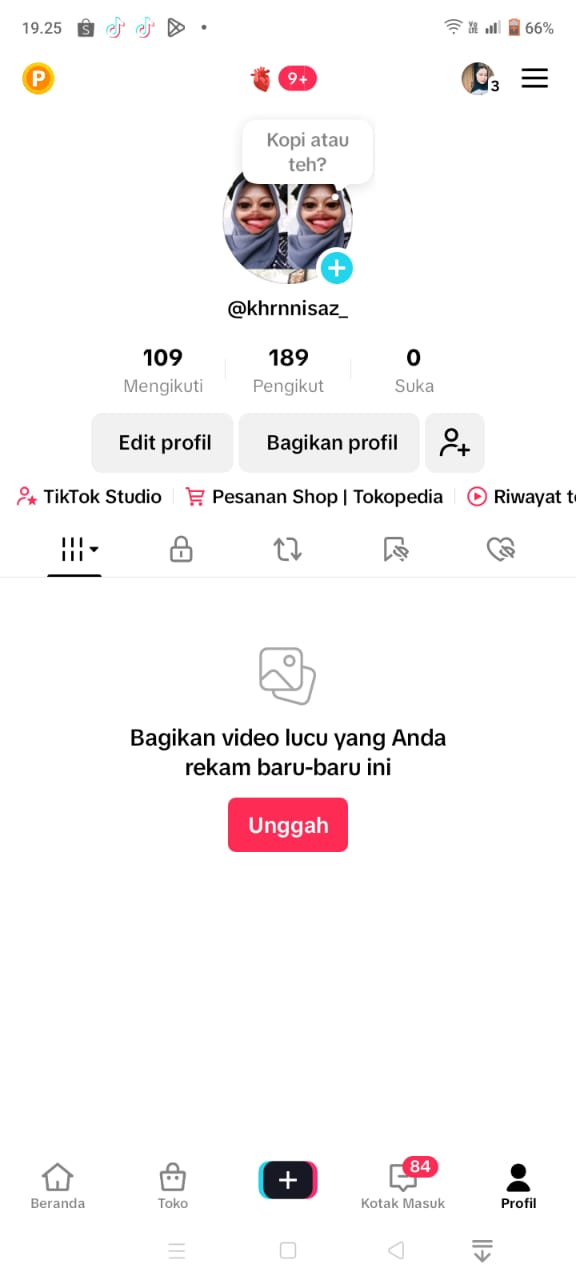 19.25
66%
P
9+
3
Kopi atau
teh?
@khrnnisaz_
109
Mengikuti
189
Pengikut
0
Suka
Edit profil
Bagikan profil
TikTok Studio
Pesanan Shop | Tokopedia
Riwayat t
Bagikan video lucu yang Anda
rekam baru-baru ini
Unggah
Beranda
Toko
84
Kotak Masuk
Profil